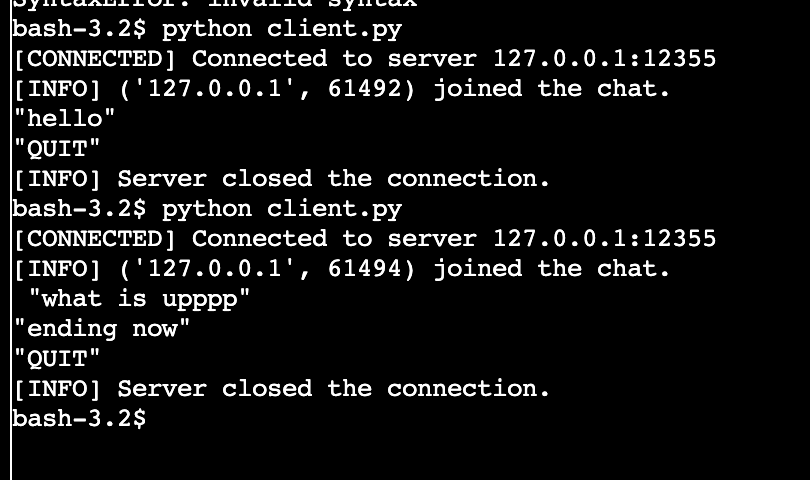 SyntaxError: invalid syntax
bash-3.2$ python client.py
[CONNECTED] Connected to server 127.0.0.1:12355
[INFO] ('127.0.0.1', 61492) joined the chat.
"hello"
"QUIT"
[INFO] Server closed the connection.
bash-3.2$ python client.py
[CONNECTED] Connected to server 127.0.0.1:12355
[INFO] ('127.0.0.1', 61494) joined the chat.
 "what is upppp"
"ending now"
"QUIT"
[INFO] Server closed the connection.
bash-3.2$